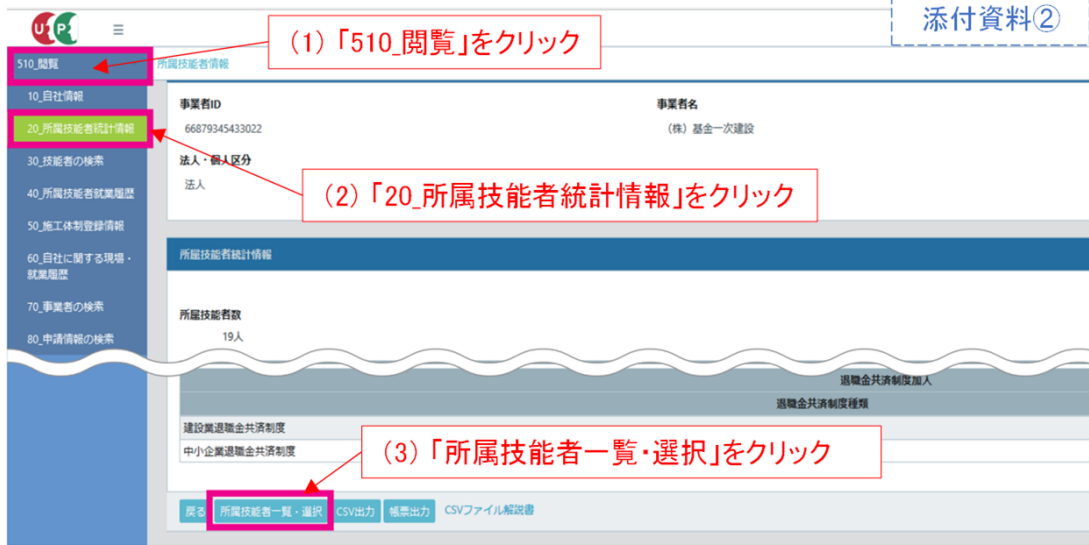 添付資料②
(1)「510_閲覧」をクリック
510_閲覧
所属技能者情報
10_自社情報
20_所属技能者統計情報
30_技能者の検索
40_所属技能者就業履歴
50_施工体制登録情報
60_自社に関する現場・
就業履歴
70_事業者の検索
80_申請情報の検索
事業者ID
事業者名
66879345433022
(株) 基金一次建設
法人・個人区分
法人
(2)「20_所属技能者統計情報」をクリック
所属技能者統計情報
所属技能者数
19人
退職金共済制度加入
退職金共済制度種類
建設業退職金共済制度
中小企業退職金共済制度
(3)「所属技能者一覧・選択」をクリック
戻る 所属技能者一覧・選択 CSV出力 帳票出力 CSVファイル解説書